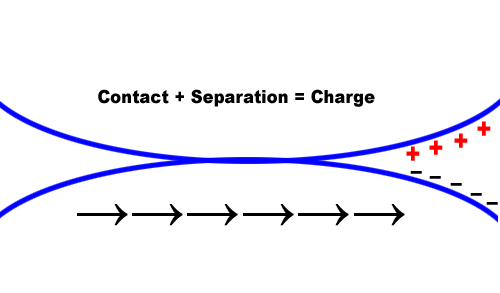 Contact + Separation = Charge
+ + + +
− − − − −